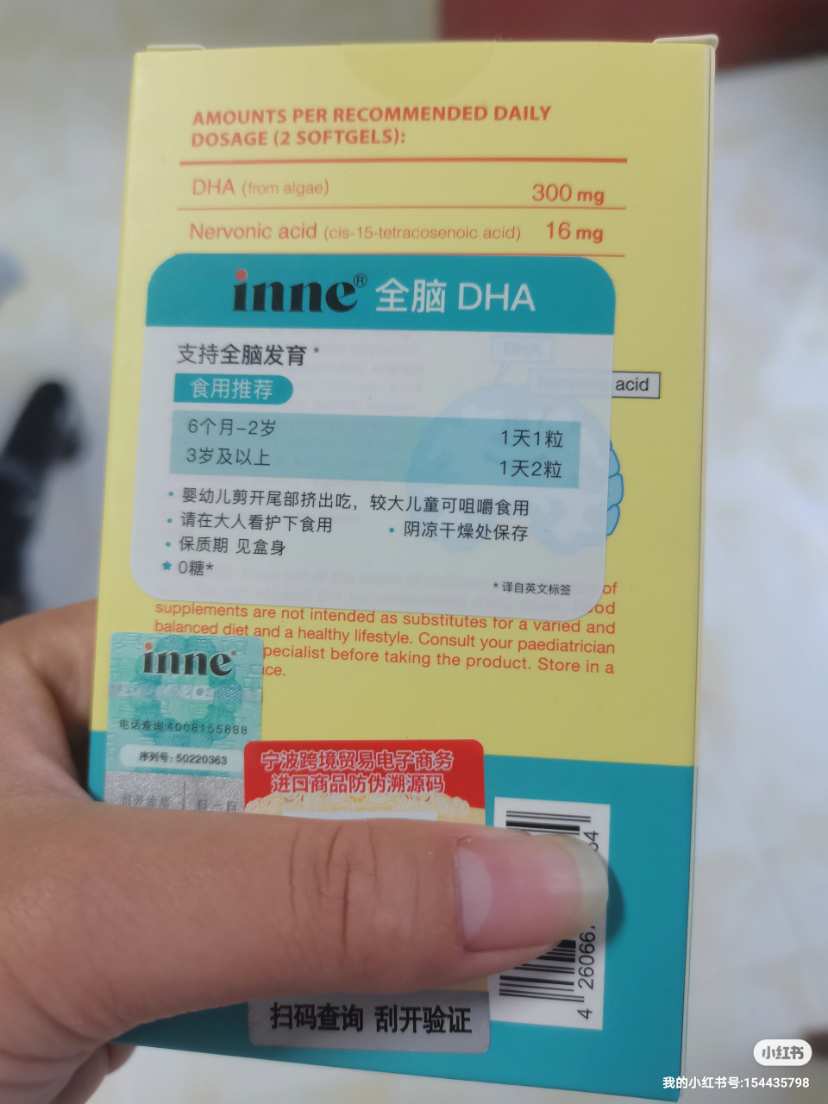 AMOUNTS PER RECOMMENDED DAILY
DOSAGE (2 SOFTGELS):
DHA (from algae) 300 mg
Nervonic acid (cis-15-tetracosenoic acid) 16 mg
inne® 全脑 DHA
支持全脑发育*
食用推荐
acid
6个月-2岁 1天1粒
3岁及以上 1天2粒
• 婴幼儿剪开尾部挤出吃，较大儿童可咀嚼食用
• 请在大人看护下食用 • 阴凉干燥处保存
• 保质期 见盒身
★ 0糖*
*译自英文标签
of
supplements are not intended as substitutes for a varied and
balanced diet and a healthy lifestyle. Consult your paediatrician
before taking the product. Store in a
inne
电话查询:4008155888
序列号: 50220363
宁波跨境贸易电子商务
进口商品防伪溯源码
扫码查询 刮开验证
4 26066
小红书
我的小红书号:154435798